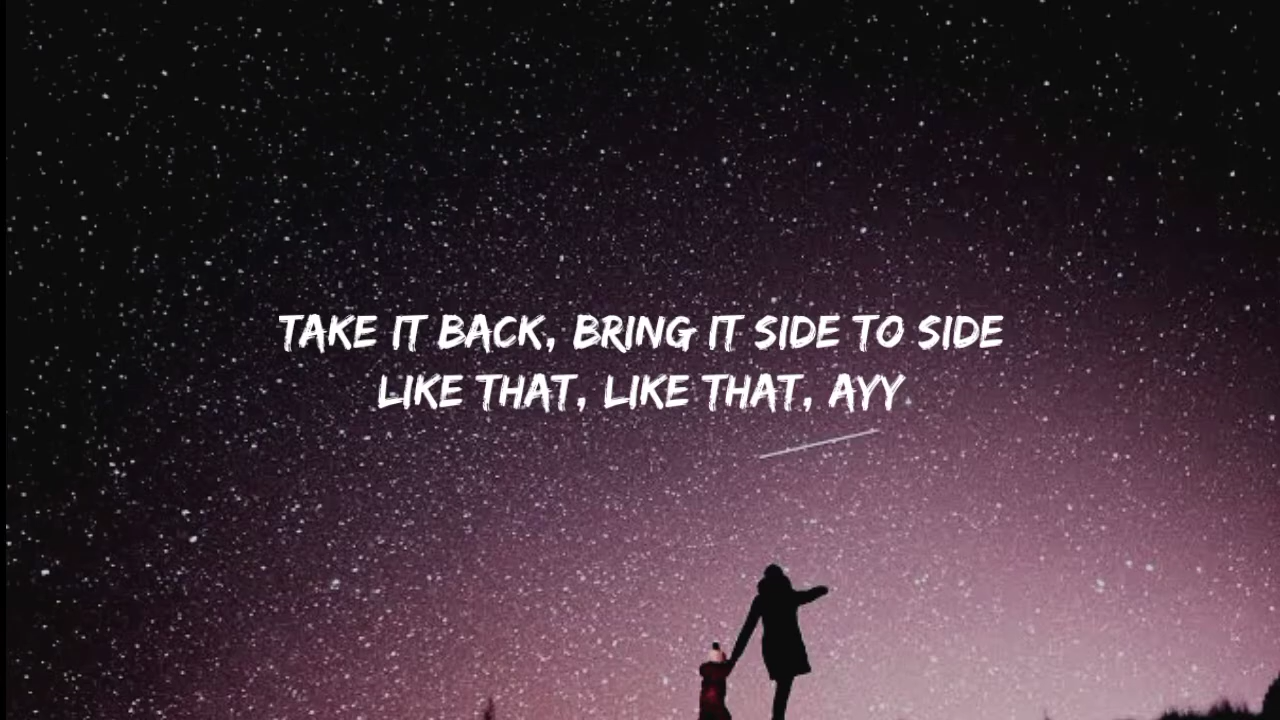 TAKE IT BACK, BRING IT SIDE TO SIDE
LIKE THAT, LIKE THAT, AYY